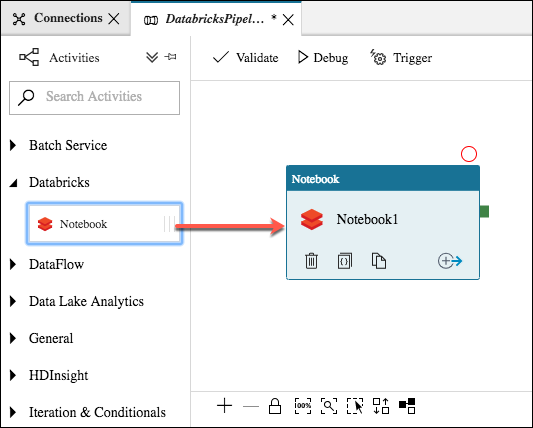 Connections
DatabricksPipel... *
Activities
Validate
Debug
Trigger
Search Activities
Batch Service
Databricks
Notebook
DataFlow
Data Lake Analytics
General
HDInsight
Iteration & Conditionals
Notebook
Notebook1
{}
100%